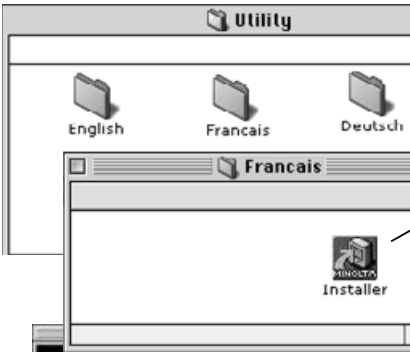 Utility
English
Francais
Deutsch
Francais
MINOLTA
Installer